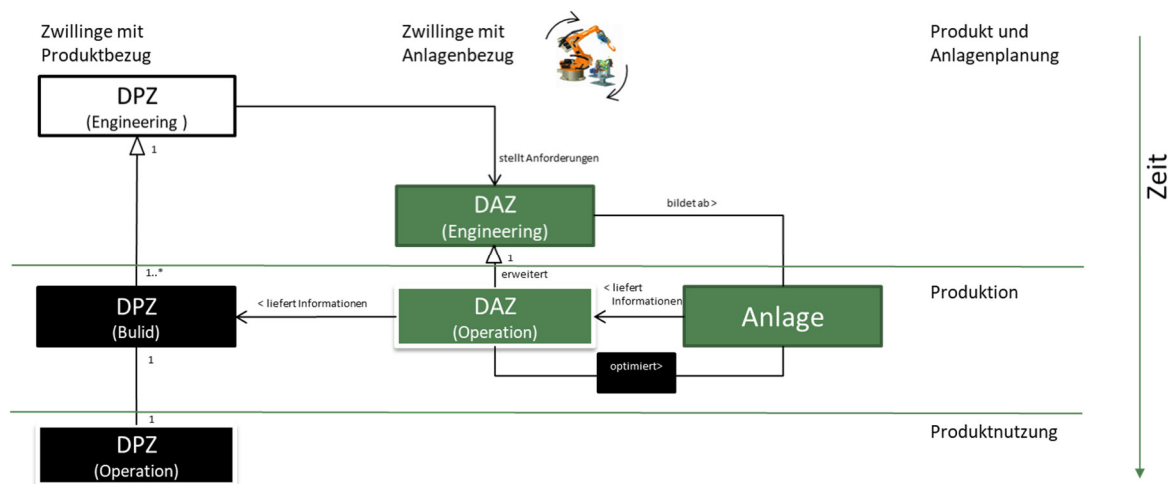 Zwillinge mit
Produktbezug
Zwillinge mit
Anlagenbezug
Produkt und
Anlagenplanung
DPZ
(Engineering )
1
stellt Anforderungen
DAZ
(Engineering)
bildet ab >
1
erweitert
1..*
Zeit
DPZ
(Bulid)
< liefert Informationen
DAZ
(Operation)
< liefert
Informationen
Anlage
Produktion
1
optimiert>
1
DPZ
(Operation)
Produktnutzung